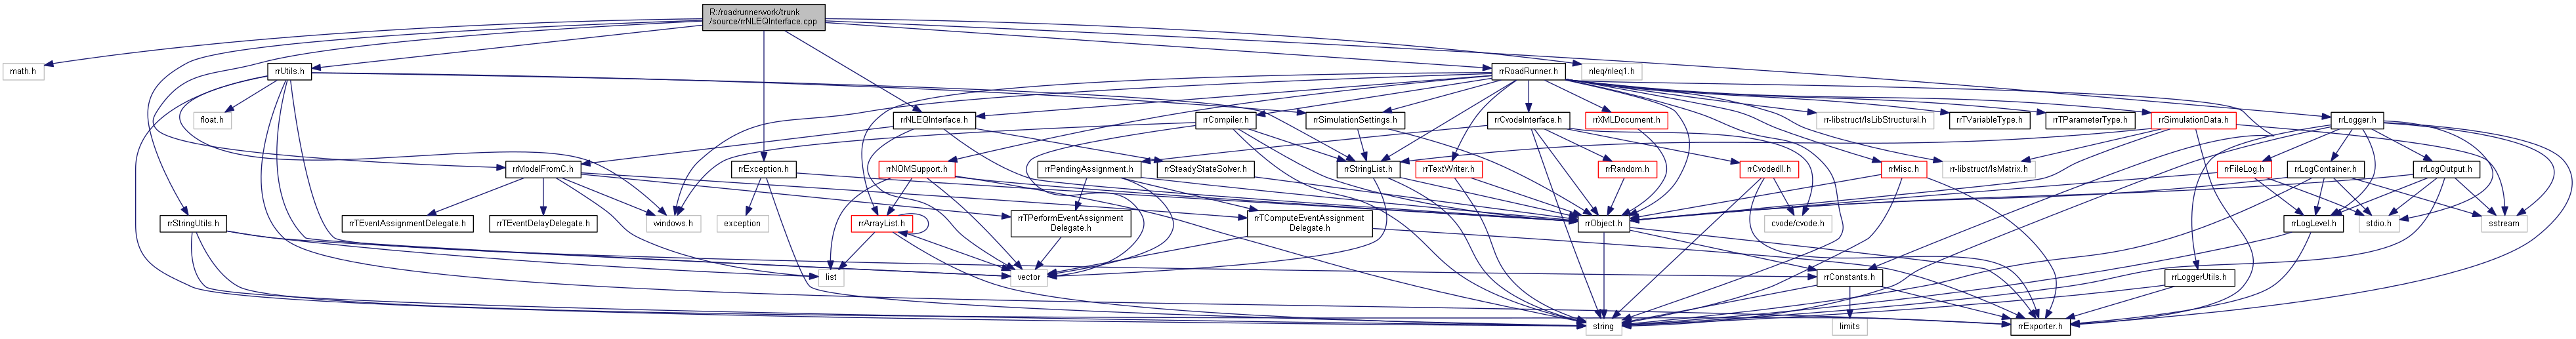 R:/roadrunnerwork/trunk
/source/rrNLEQInterface.cpp
math.h
rrUtils.h
rrRoadRunner.h
nleq/nleq1.h
float.h
rrNLEQInterface.h
rrCompiler.h
rrSimulationSettings.h
rrCvodeInterface.h
rrXMLDocument.h
rr-libstruct/lsLibStructural.h
rrTVariableType.h
rrTParameterType.h
rrSimulationData.h
rrLogger.h
rrModelFromC.h
rrException.h
rrNOMSupport.h
rrSteadyStateSolver.h
rrPendingAssignment.h
rrStringList.h
rrTextWriter.h
rrRandom.h
rrCvodedll.h
rrMisc.h
rr-libstruct/lsMatrix.h
rrFileLog.h
rrLogContainer.h
rrLogOutput.h
rrStringUtils.h
rrTEventAssignmentDelegate.h
rrTEventDelayDelegate.h
windows.h
exception
rrArrayList.h
rrTPerformEventAssignment
Delegate.h
rrTComputeEventAssignment
Delegate.h
rrObject.h
cvode/cvode.h
rrLogLevel.h
stdio.h
sstream
list
vector
rrConstants.h
rrLoggerUtils.h
string
limits
rrExporter.h